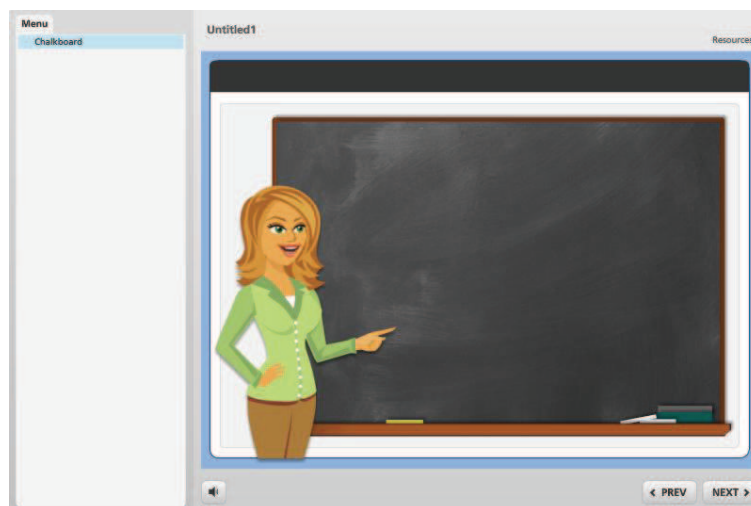 Menu
Chalkboard
Untitled1
Resources
PREV
NEXT